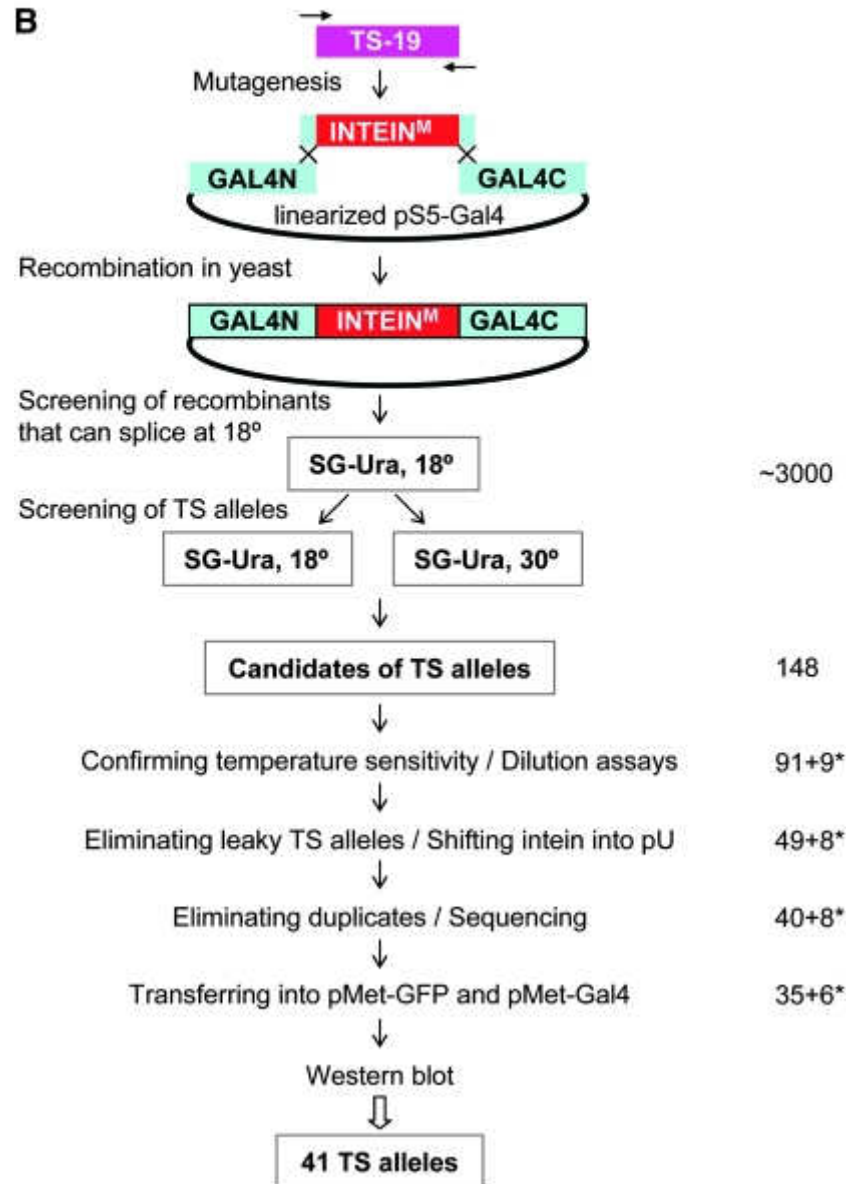 B
TS-19
Mutagenesis
INTEINᴹ
GAL4N GAL4C
linearized pS5-Gal4
Recombination in yeast
GAL4N INTEINᴹ GAL4C
Screening of recombinants
that can splice at 18º
SG-Ura, 18º
~3000
Screening of TS alleles
SG-Ura, 18º SG-Ura, 30º
Candidates of TS alleles 148
Confirming temperature sensitivity / Dilution assays 91+9*
Eliminating leaky TS alleles / Shifting intein into pU 49+8*
Eliminating duplicates / Sequencing 40+8*
Transferring into pMet-GFP and pMet-Gal4 35+6*
Western blot
41 TS alleles